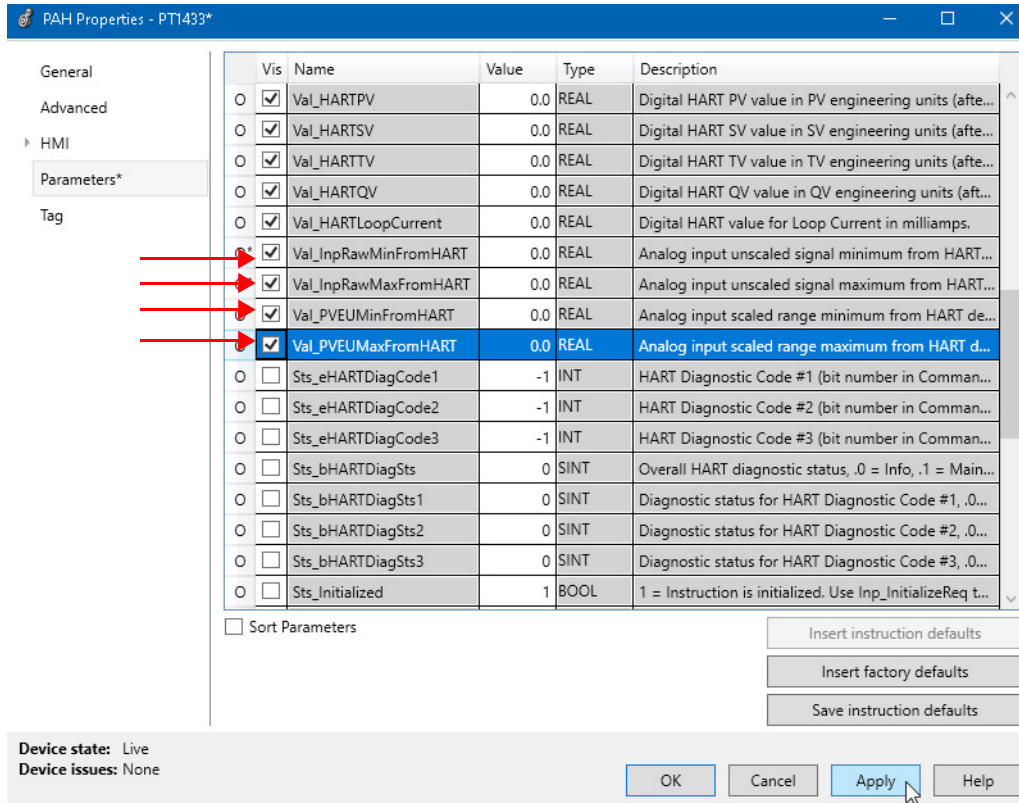 PAH Properties - PT1433*
General
Advanced
HMI
Parameters*
Tag
Vis Name Value Type Description
O Val_HARTPV 0.0 REAL Digital HART PV value in PV engineering units (afte...
O Val_HARTSV 0.0 REAL Digital HART SV value in SV engineering units (afte...
O Val_HARTTV 0.0 REAL Digital HART TV value in TV engineering units (afte...
O Val_HARTQV 0.0 REAL Digital HART QV value in QV engineering units (aft...
O Val_HARTLoopCurrent 0.0 REAL Digital HART value for Loop Current in milliamps.
O* Val_InpRawMinFromHART 0.0 REAL Analog input unscaled signal minimum from HART...
Val_InpRawMaxFromHART 0.0 REAL Analog input unscaled signal maximum from HART...
Val_PVEUMinFromHART 0.0 REAL Analog input scaled range minimum from HART de...
Val_PVEUMaxFromHART 0.0 REAL Analog input scaled range maximum from HART d...
O Sts_eHARTDiagCode1 -1 INT HART Diagnostic Code #1 (bit number in Comman...
O Sts_eHARTDiagCode2 -1 INT HART Diagnostic Code #2 (bit number in Comman...
O Sts_eHARTDiagCode3 -1 INT HART Diagnostic Code #3 (bit number in Comman...
O Sts_bHARTDiagSts 0 SINT Overall HART diagnostic status, .0 = Info, .1 = Main...
O Sts_bHARTDiagSts1 0 SINT Diagnostic status for HART Diagnostic Code #1, .0...
O Sts_bHARTDiagSts2 0 SINT Diagnostic status for HART Diagnostic Code #2, .0...
O Sts_bHARTDiagSts3 0 SINT Diagnostic status for HART Diagnostic Code #3, .0...
O Sts_Initialized 1 BOOL 1 = Instruction is initialized. Use Inp_InitializeReq t...
Sort Parameters
Insert instruction defaults
Insert factory defaults
Save instruction defaults
Device state: Live
Device issues: None
OK Cancel Apply Help